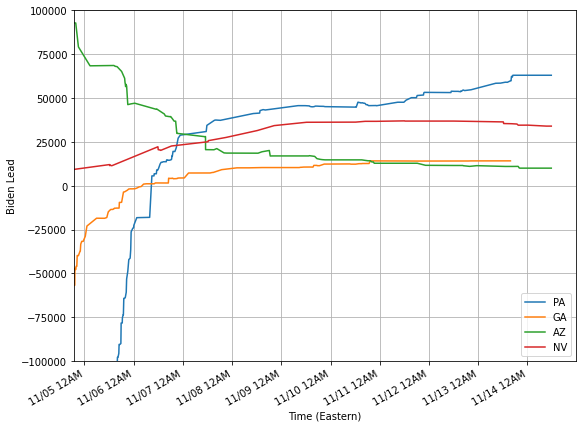 100000
75000
50000
25000
0
−25000
−50000
−75000
−100000
Biden Lead
11/05 12AM
11/06 12AM
11/07 12AM
11/08 12AM
11/09 12AM
11/10 12AM
11/11 12AM
11/12 12AM
11/13 12AM
11/14 12AM
Time (Eastern)
PA
GA
AZ
NV